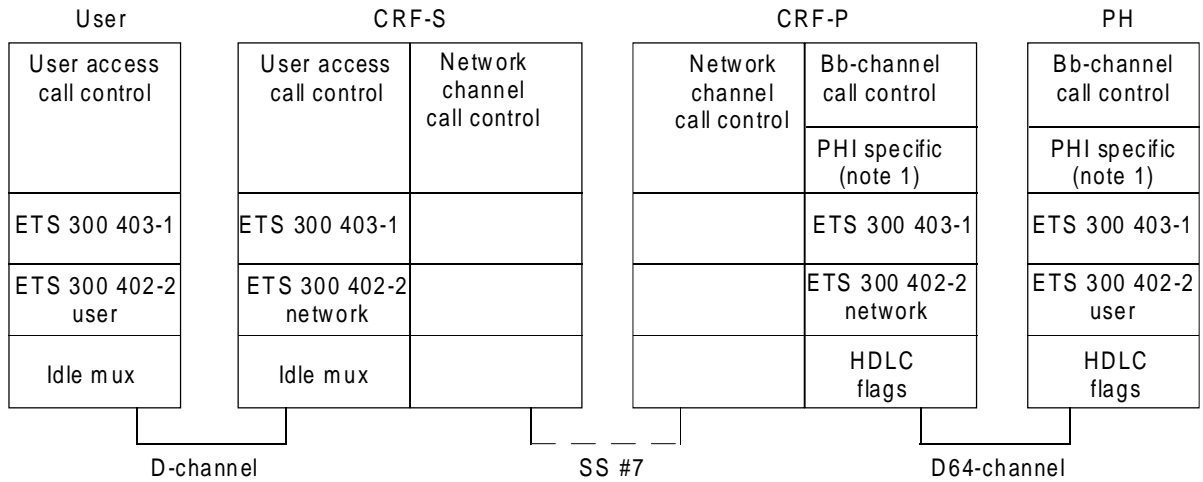 User
CRF-S
CRF-P
PH
User access
call control
ETS 300 403-1
ETS 300 402-2
user
Idle mux
User access
call control
ETS 300 403-1
ETS 300 402-2
network
Idle mux
Network
channel
call control
Network
channel
call control
Bb-channel
call control
PHI specific
(note 1)
ETS 300 403-1
ETS 300 402-2
network
HDLC
flags
Bb-channel
call control
PHI specific
(note 1)
ETS 300 403-1
ETS 300 402-2
user
HDLC
flags
D-channel
SS #7
D64-channel